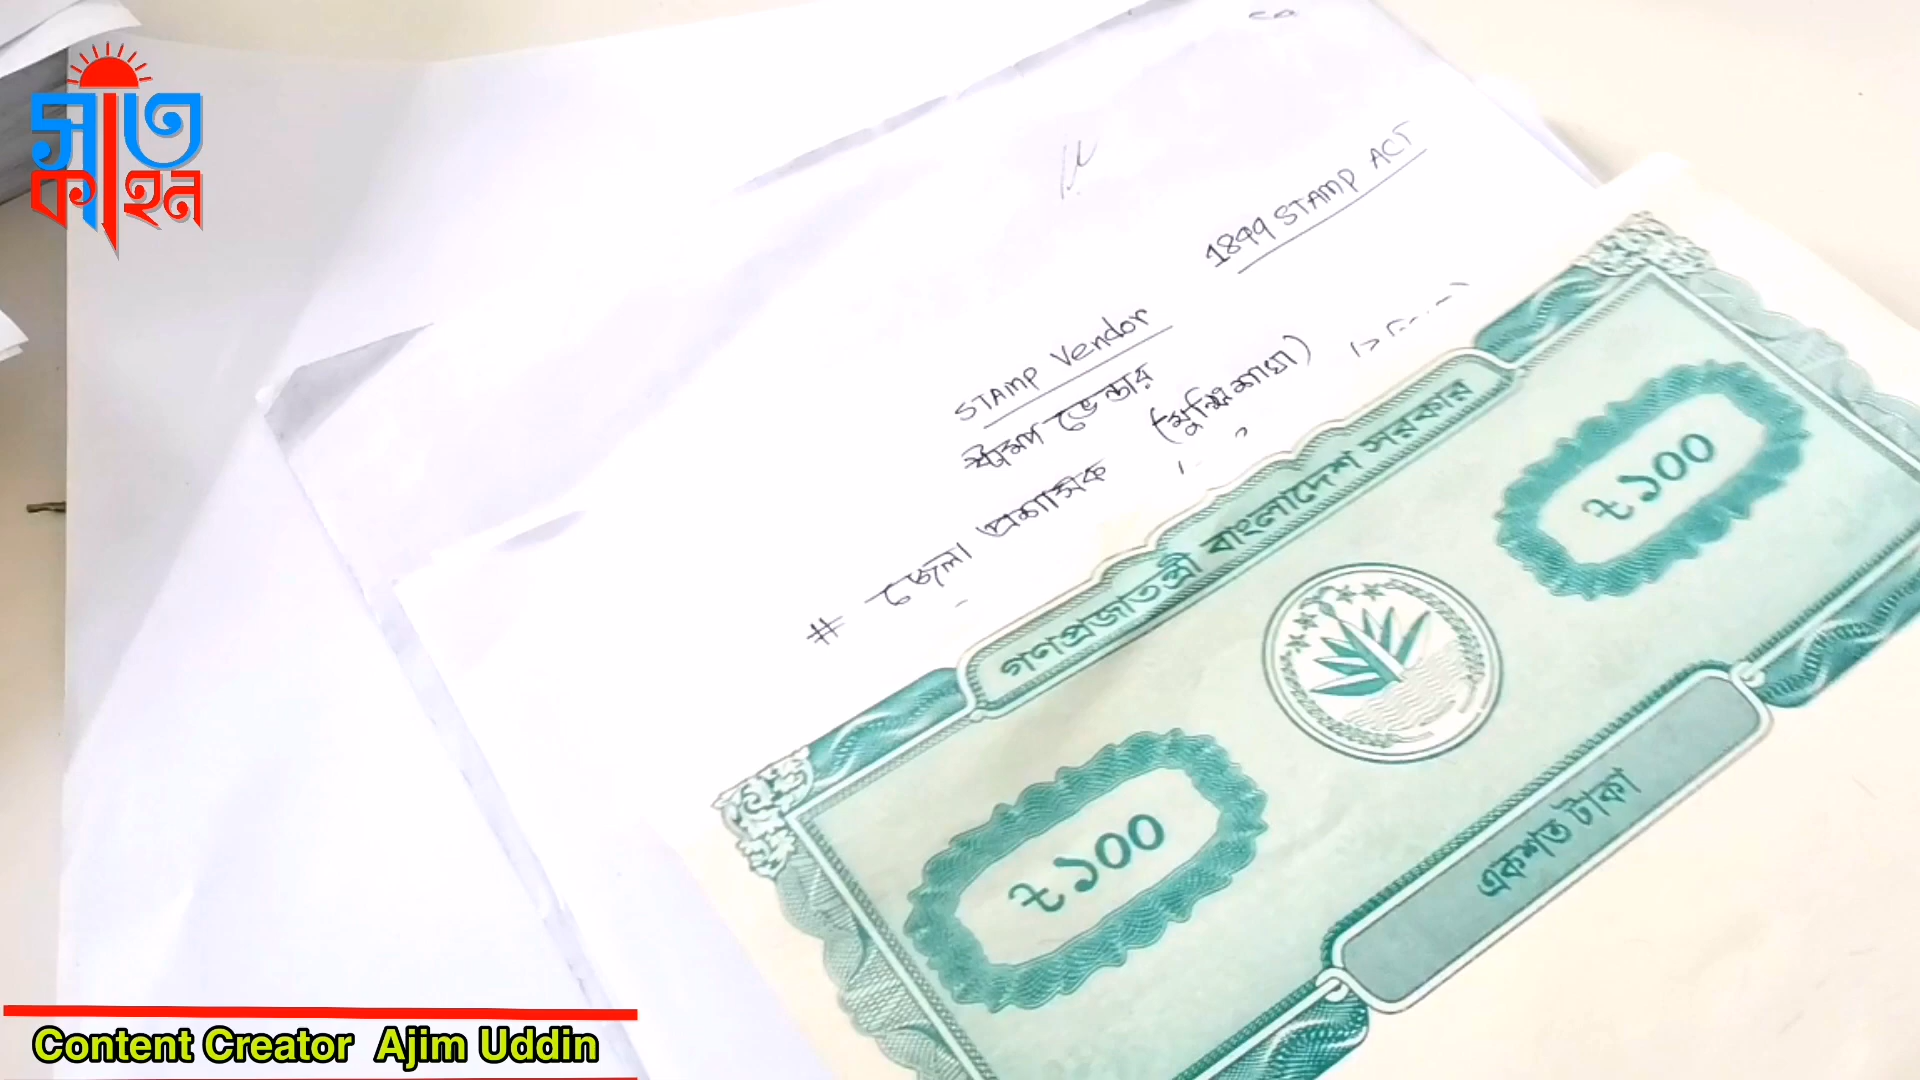 সাত
কাহন
1899 STAMP ACT
STAMP Vendor
স্ট্যাম্প ভেন্ডার
# জেলা প্রশাসক (মুন্সিখানা)
গণপ্রজাতন্ত্রী বাংলাদেশ সরকার
৳১০০
৳১০০
একশত টাকা
Content Creator Ajim Uddin